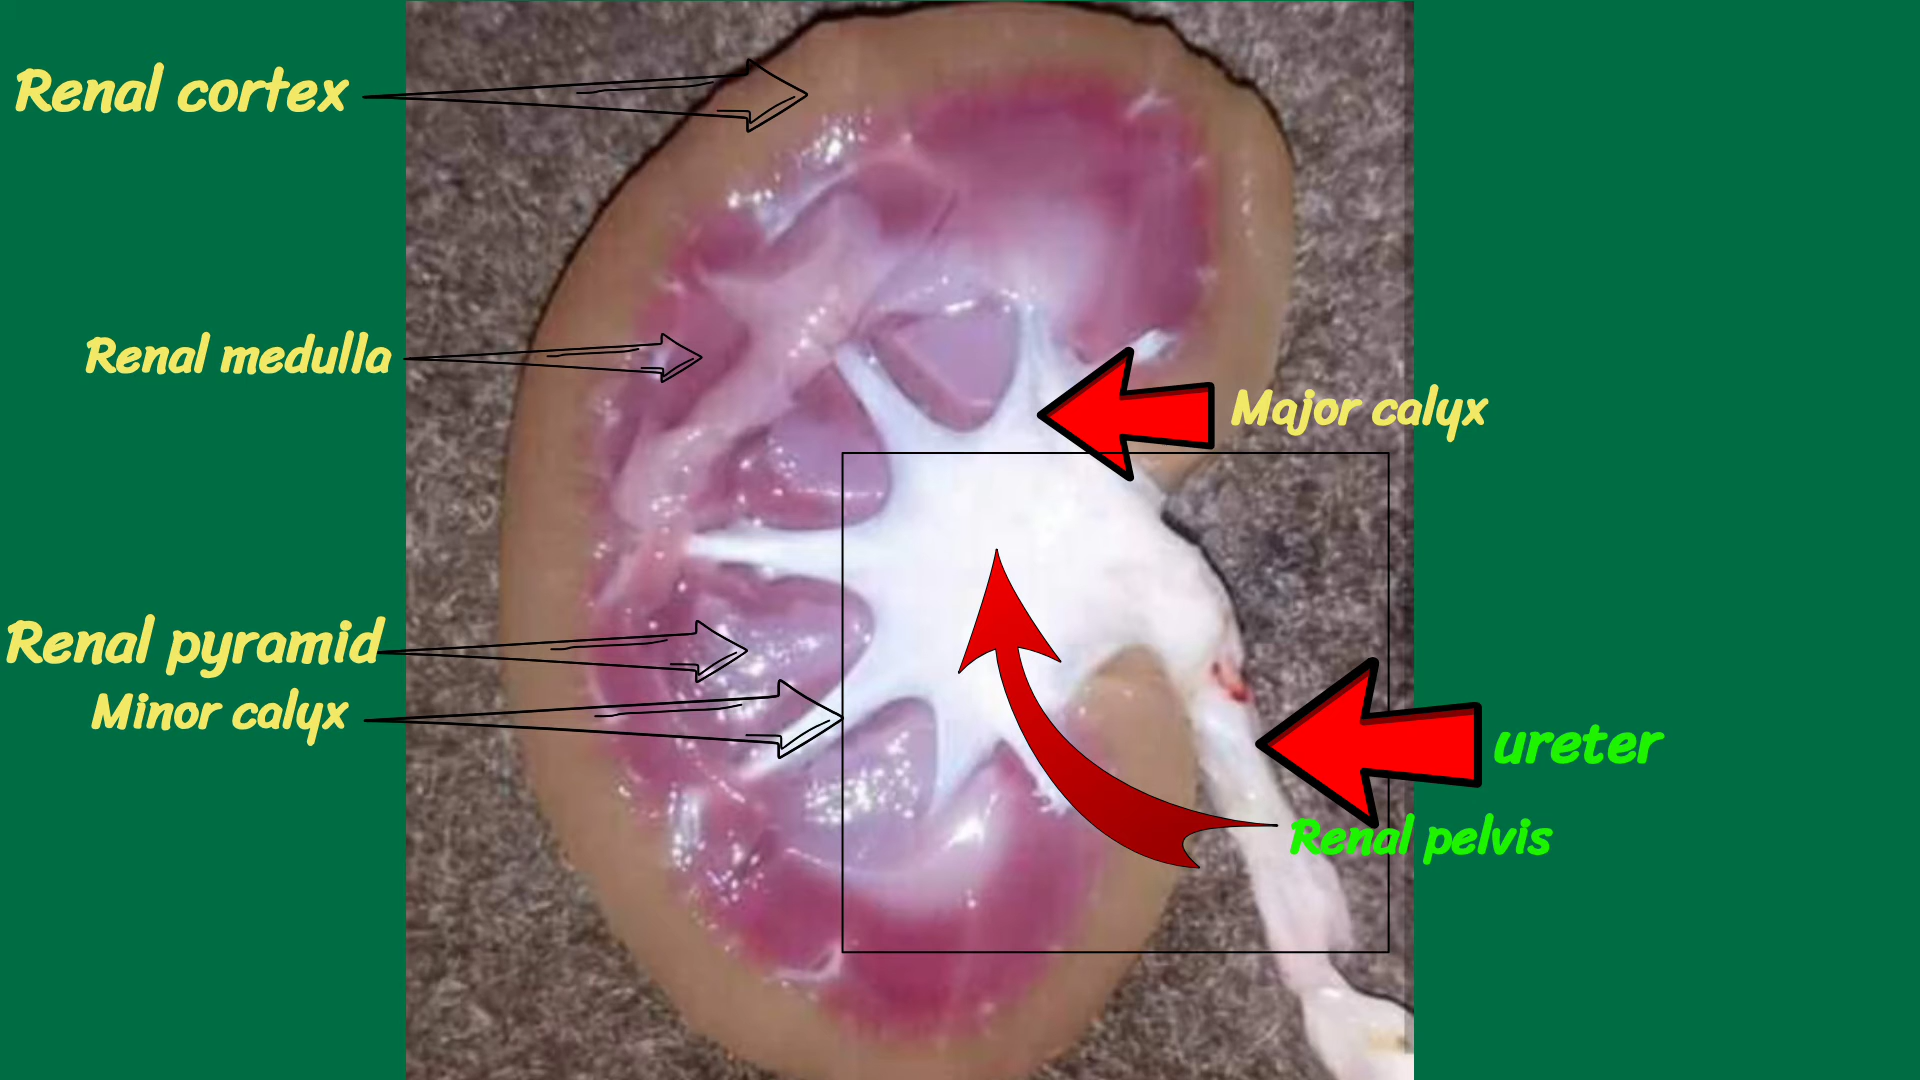 Renal cortex
Renal medulla
Major calyx
Renal pyramid
Minor calyx
ureter
Renal pelvis